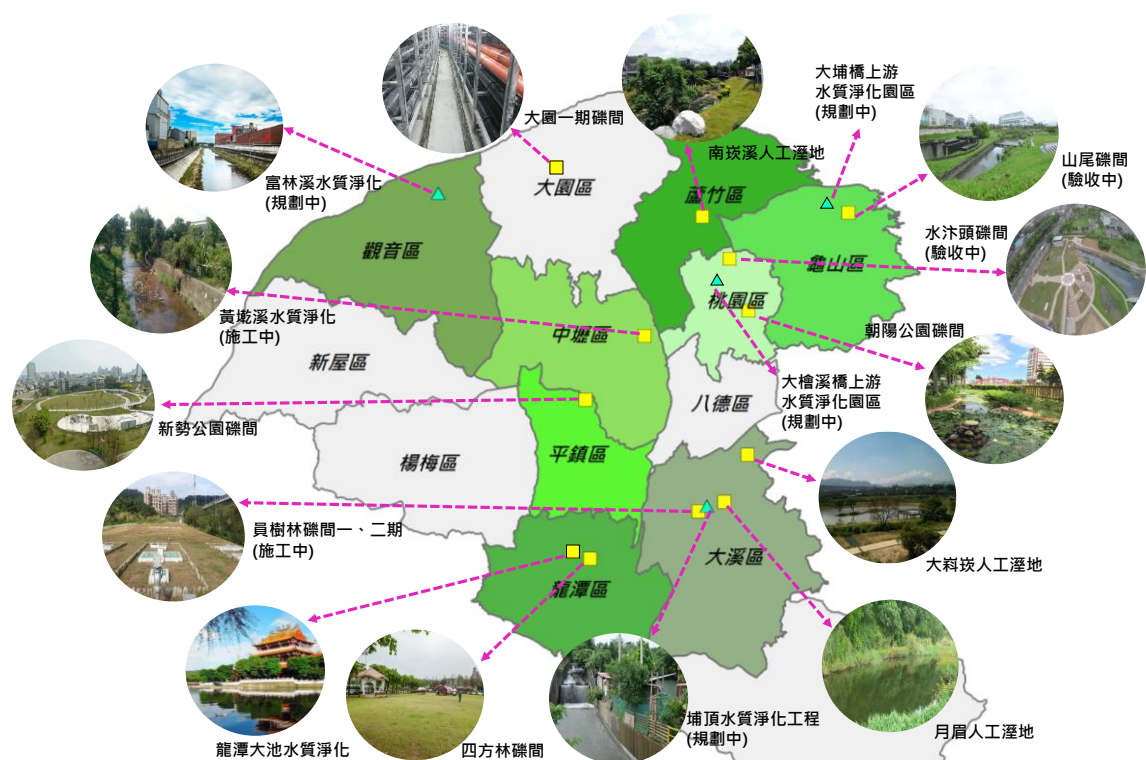 大埔橋上游
水質淨化園區
(規劃中)
大園一期礫間
南崁溪人工溼地
山尾礫間
(驗收中)
富林溪水質淨化
(規劃中)
大園區
蘆竹區
水汴頭礫間
(驗收中)
觀音區
龜山區
桃園區
黃墘溪水質淨化
(施工中)
中壢區
朝陽公園礫間
新屋區
大檜溪橋上游
水質淨化園區
(規劃中)
八德區
新勢公園礫間
平鎮區
楊梅區
員樹林礫間一、二期
(施工中)
大溪區
大嵙崁人工溼地
龍潭區
埔頂水質淨化工程
(規劃中)
月眉人工溼地
龍潭大池水質淨化
四方林礫間